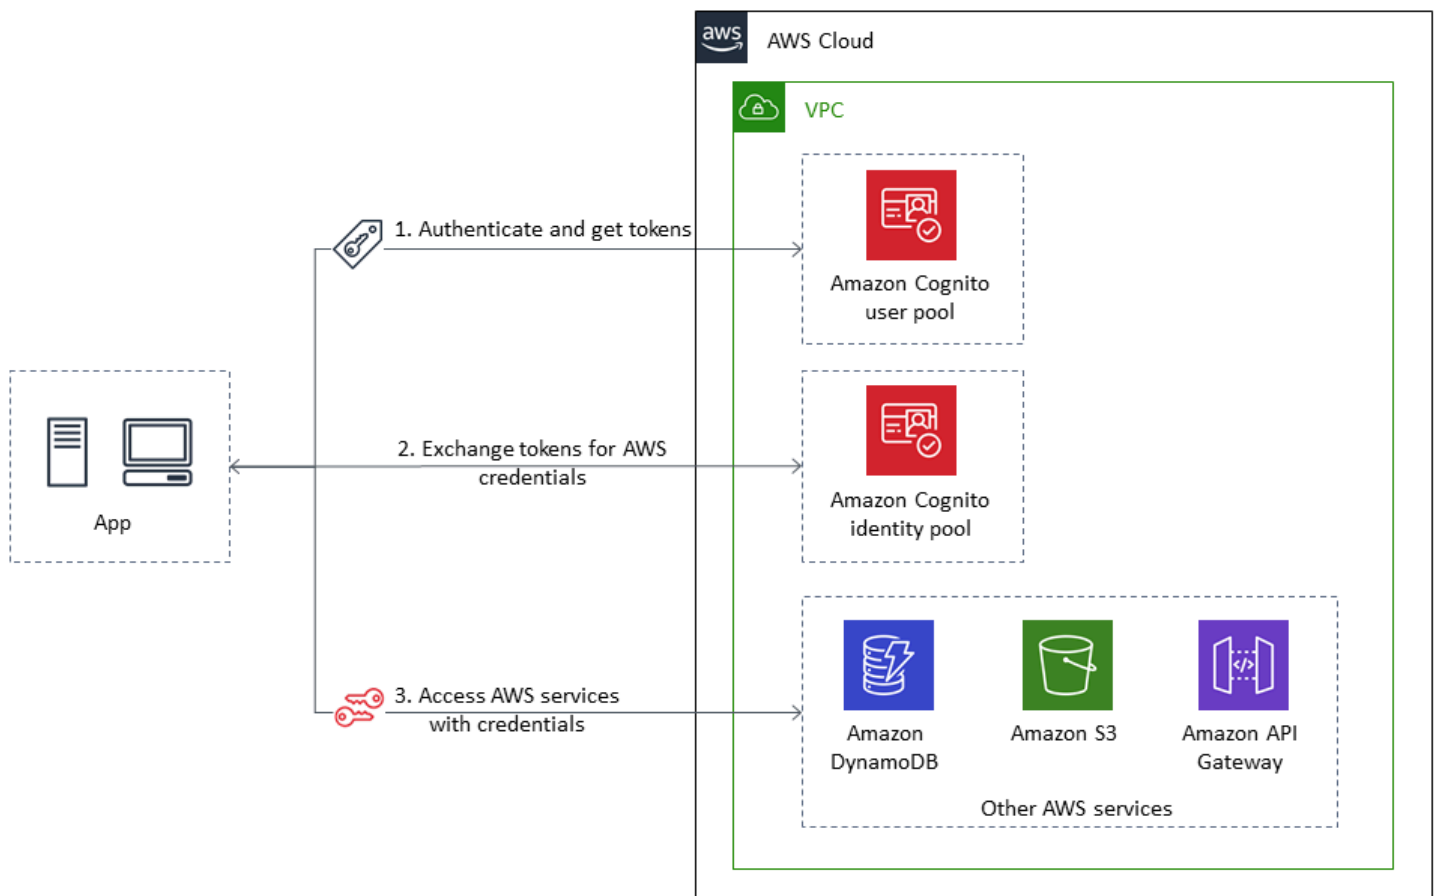 aws
AWS Cloud
VPC
1. Authenticate and get tokens
Amazon Cognito
user pool
2. Exchange tokens for AWS
credentials
Amazon Cognito
identity pool
App
3. Access AWS services
with credentials
Amazon
DynamoDB
Amazon S3
Amazon API
Gateway
Other AWS services